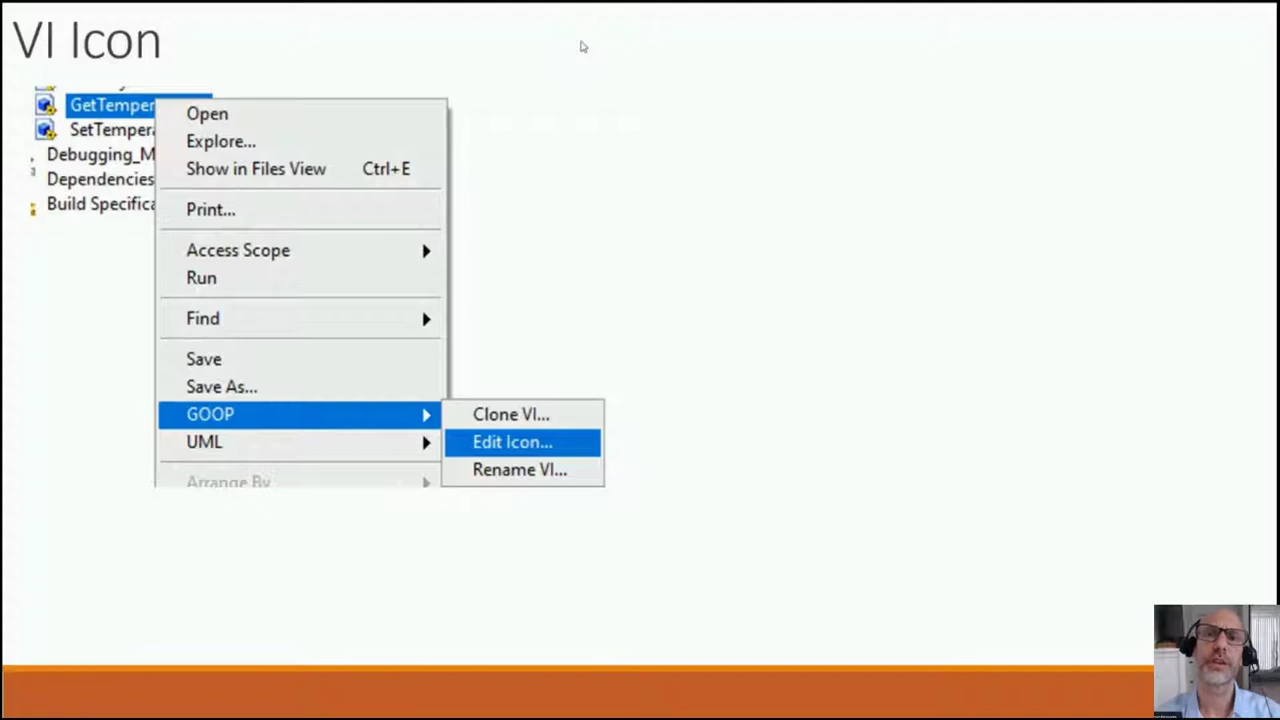 VI Icon
GetTemper
SetTempera
Debugging_M
Dependencies
Build Specifica
Open
Explore...
Show in Files View Ctrl+E
Print...
Access Scope
Run
Find
Save
Save As...
GOOP
UML
Arrange By
Clone VI...
Edit Icon...
Rename VI...